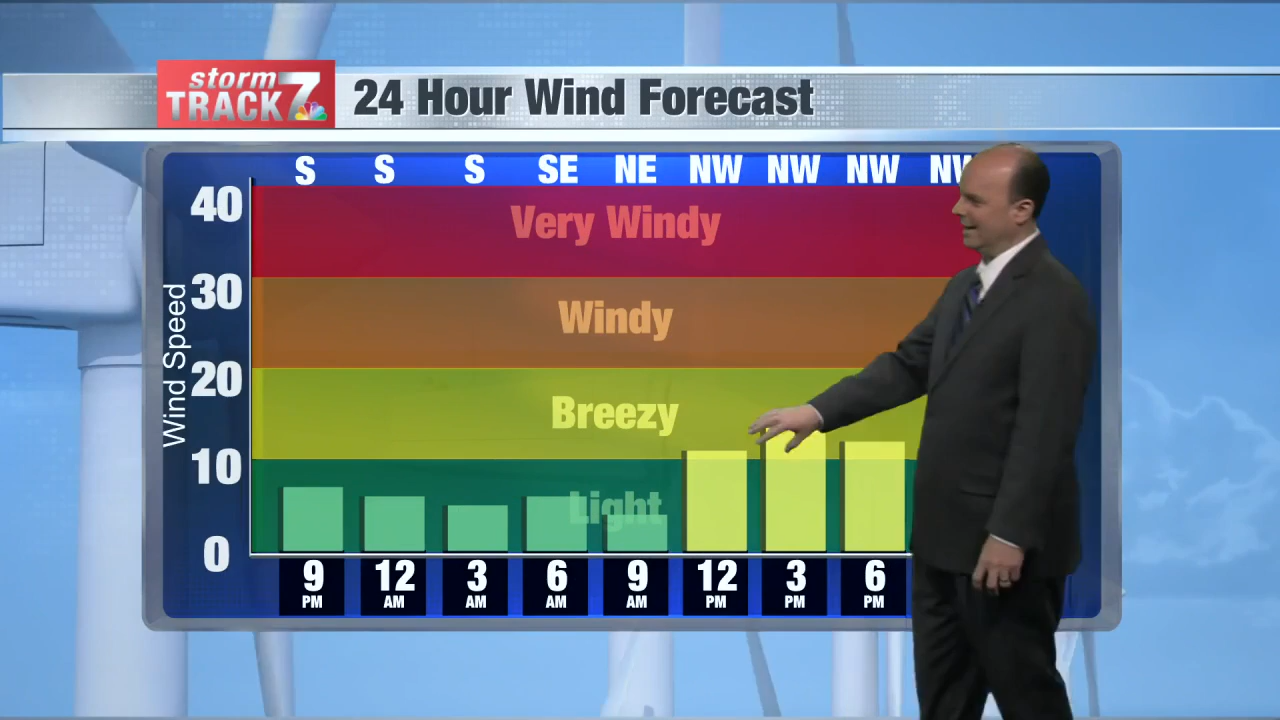 storm
TRACK 7
24 Hour Wind Forecast
S S S SE NE NW NW NW NW
40
30
20
10
0
Wind Speed
Very Windy
Windy
Breezy
Light
9 PM
12 AM
3 AM
6 AM
9 AM
12 PM
3 PM
6 PM